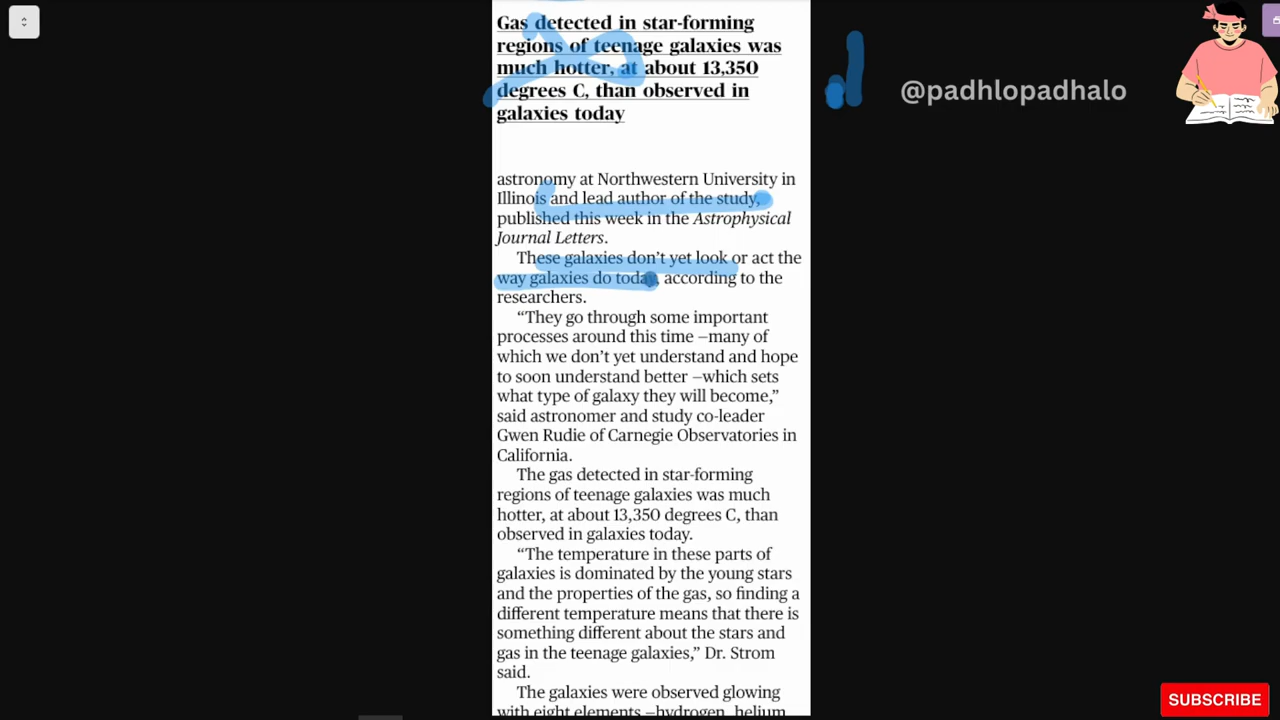 Gas detected in star-forming
regions of teenage galaxies was
much hotter, at about 13,350
degrees C, than observed in
galaxies today
@padhlopadhalo
astronomy at Northwestern University in
Illinois and lead author of the study,
published this week in the Astrophysical
Journal Letters.
These galaxies don’t yet look or act the
way galaxies do today, according to the
researchers.
“They go through some important
processes around this time —many of
which we don’t yet understand and hope
to soon understand better —which sets
what type of galaxy they will become,”
said astronomer and study co-leader
Gwen Rudie of Carnegie Observatories in
California.
The gas detected in star-forming
regions of teenage galaxies was much
hotter, at about 13,350 degrees C, than
observed in galaxies today.
“The temperature in these parts of
galaxies is dominated by the young stars
and the properties of the gas, so finding a
different temperature means that there is
something different about the stars and
gas in the teenage galaxies,” Dr. Strom
said.
The galaxies were observed glowing
with eight elements —hydrogen, helium,
SUBSCRIBE